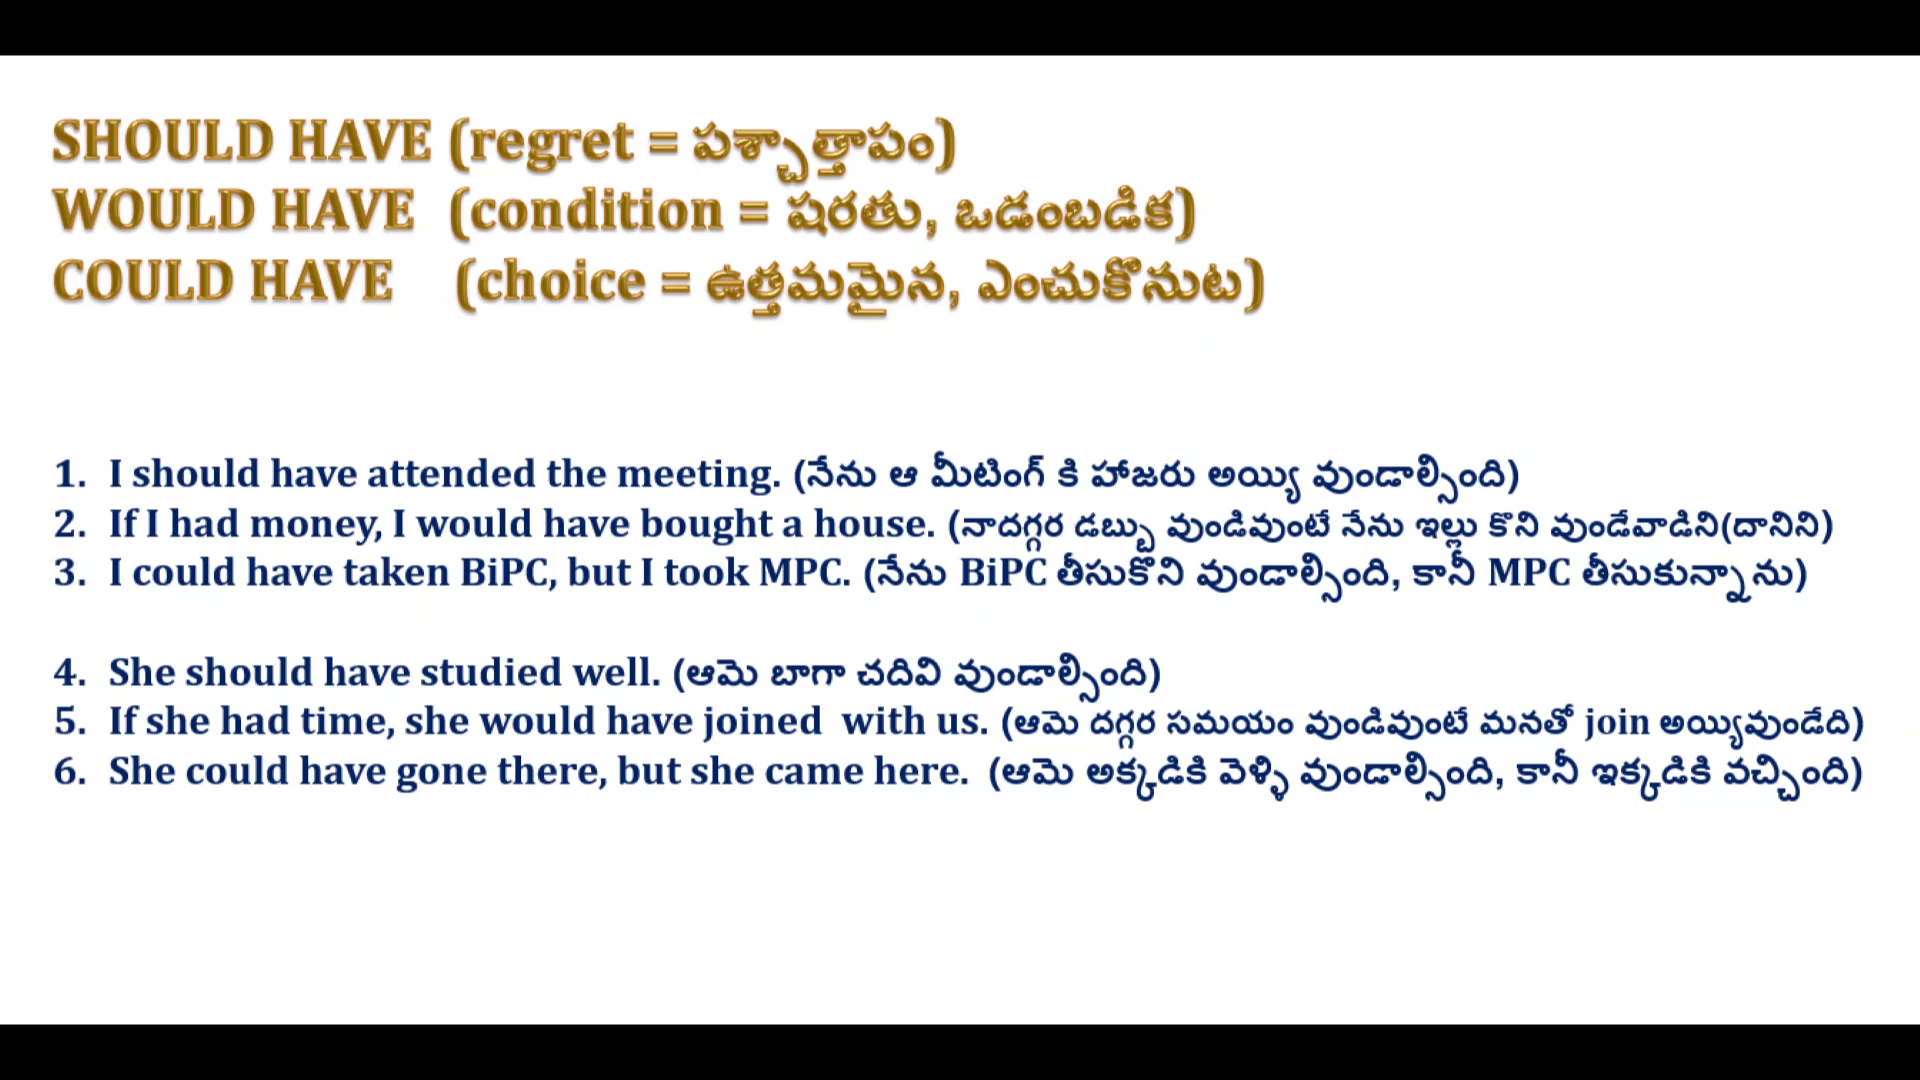 SHOULD HAVE (regret = పశ్చాత్తాపం)
WOULD HAVE (condition = షరతు, ఒడంబడిక)
COULD HAVE (choice = ఉత్తమమైన, ఎంచుకొనుట)
1. I should have attended the meeting. (నేను ఆ మీటింగ్ కి హాజరు అయ్యి వుండాల్సింది)
2. If I had money, I would have bought a house. (నాదగ్గర డబ్బు వుండివుంటే నేను ఇల్లు కొని వుండేవాడిని(దానిని)
3. I could have taken BiPC, but I took MPC. (నేను BiPC తీసుకొని వుండాల్సింది, కానీ MPC తీసుకున్నాను)
4. She should have studied well. (ఆమె బాగా చదివి వుండాల్సింది)
5. If she had time, she would have joined with us. (ఆమె దగ్గర సమయం వుండివుంటే మనతో join అయ్యివుండేది)
6. She could have gone there, but she came here. (ఆమె అక్కడికి వెళ్ళి వుండాల్సింది, కానీ ఇక్కడికి వచ్చింది)